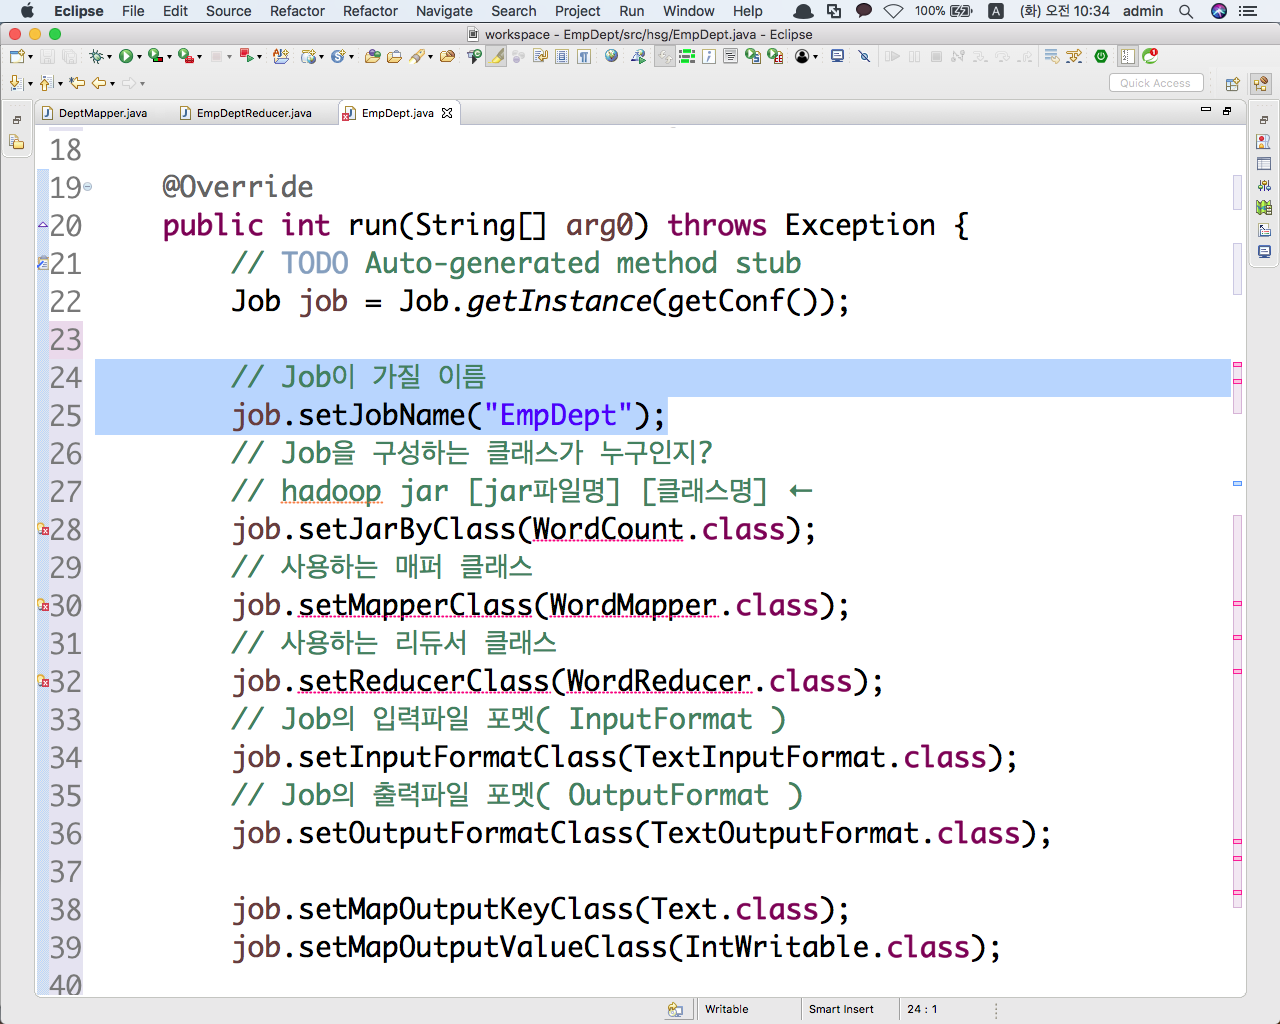 Eclipse File Edit Source Refactor Refactor Navigate Search Project Run Window Help 100% A (화) 오전 10:34 admin
workspace - EmpDept/src/hsg/EmpDept.java - Eclipse
Quick Access
DeptMapper.java EmpDeptReducer.java EmpDept.java
18
19 @Override
20 public int run(String[] arg0) throws Exception {
21 // TODO Auto-generated method stub
22 Job job = Job.getInstance(getConf());
23
24 // Job이 가질 이름
25 job.setJobName("EmpDept");
26 // Job을 구성하는 클래스가 누구인지?
27 // hadoop jar [jar파일명] [클래스명] ←
28 job.setJarByClass(WordCount.class);
29 // 사용하는 매퍼 클래스
30 job.setMapperClass(WordMapper.class);
31 // 사용하는 리듀서 클래스
32 job.setReducerClass(WordReducer.class);
33 // Job의 입력파일 포멧( InputFormat )
34 job.setInputFormatClass(TextInputFormat.class);
35 // Job의 출력파일 포멧( OutputFormat )
36 job.setOutputFormatClass(TextOutputFormat.class);
37
38 job.setMapOutputKeyClass(Text.class);
39 job.setMapOutputValueClass(IntWritable.class);
40
Writable Smart Insert 24 : 1